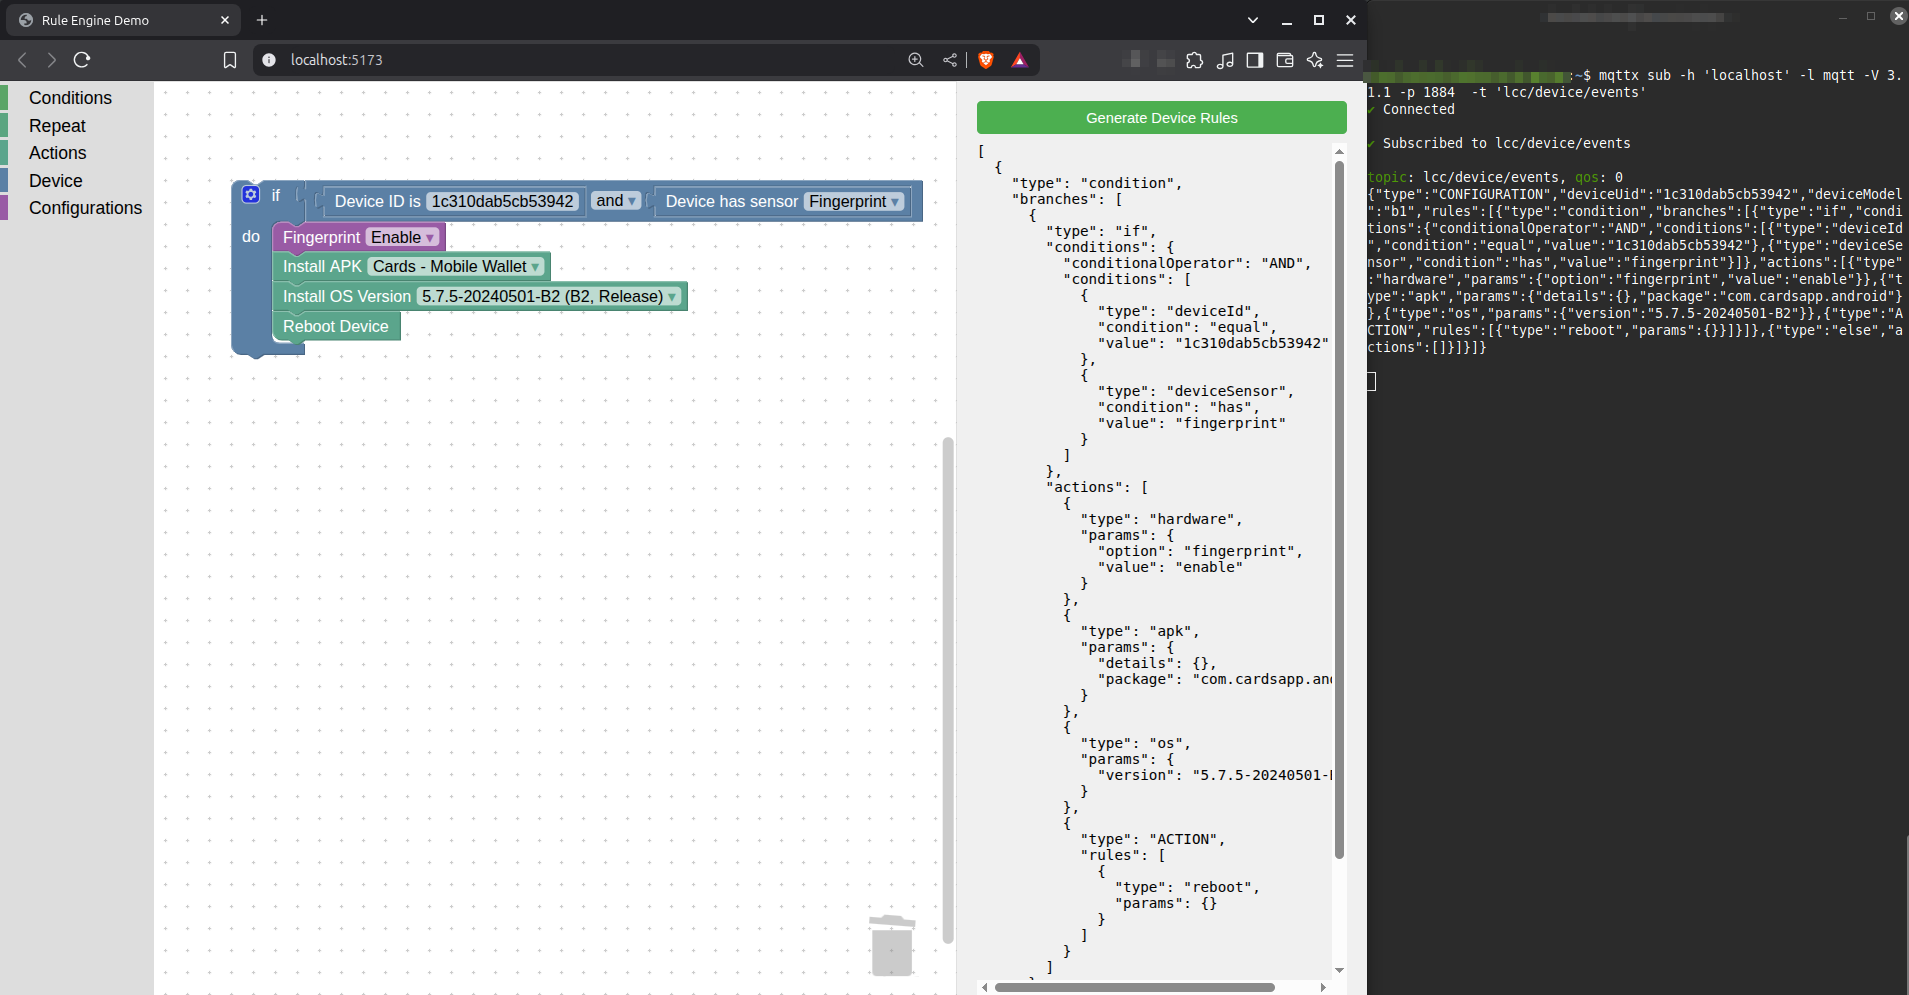 Rule Engine Demo
localhost:5173
Conditions
Repeat
Actions
Device
Configurations
if Device ID is 1c310dab5cb53942 and Device has sensor Fingerprint
do Fingerprint Enable
Install APK Cards - Mobile Wallet
Install OS Version 5.7.5-20240501-B2 (B2, Release)
Reboot Device
Generate Device Rules
[
{
"type": "condition",
"branches": [
{
"type": "if",
"conditions": {
"conditionalOperator": "AND",
"conditions": [
{
"type": "deviceId",
"condition": "equal",
"value": "1c310dab5cb53942"
},
{
"type": "deviceSensor",
"condition": "has",
"value": "fingerprint"
}
]
},
"actions": [
{
"type": "hardware",
"params": {
"option": "fingerprint",
"value": "enable"
}
},
{
"type": "apk",
"params": {
"details": {},
"package": "com.cardsapp.an
}
},
{
"type": "os",
"params": {
"version": "5.7.5-20240501-
}
},
{
"type": "ACTION",
"rules": [
{
"type": "reboot",
"params": {}
}
]
}
]
:~$ mqttx sub -h 'localhost' -l mqtt -V 3.
1.1 -p 1884  -t 'lcc/device/events'
✔ Connected
✔ Subscribed to lcc/device/events
topic: lcc/device/events, qos: 0
{"type":"CONFIGURATION","deviceUid":"1c310dab5cb53942","deviceModel
":"b1","rules":[{"type":"condition","branches":[{"type":"if","condi
tions":{"conditionalOperator":"AND","conditions":[{"type":"deviceId
","condition":"equal","value":"1c310dab5cb53942"},{"type":"deviceSe
nsor","condition":"has","value":"fingerprint"}]},"actions":[{"type"
:"hardware","params":{"option":"fingerprint","value":"enable"}},{"t
ype":"apk","params":{"details":{},"package":"com.cardsapp.android"}
},{"type":"os","params":{"version":"5.7.5-20240501-B2"}},{"type":"A
CTION","rules":[{"type":"reboot","params":{}}]}]},{"type":"else","a
ctions":[]}]}]}